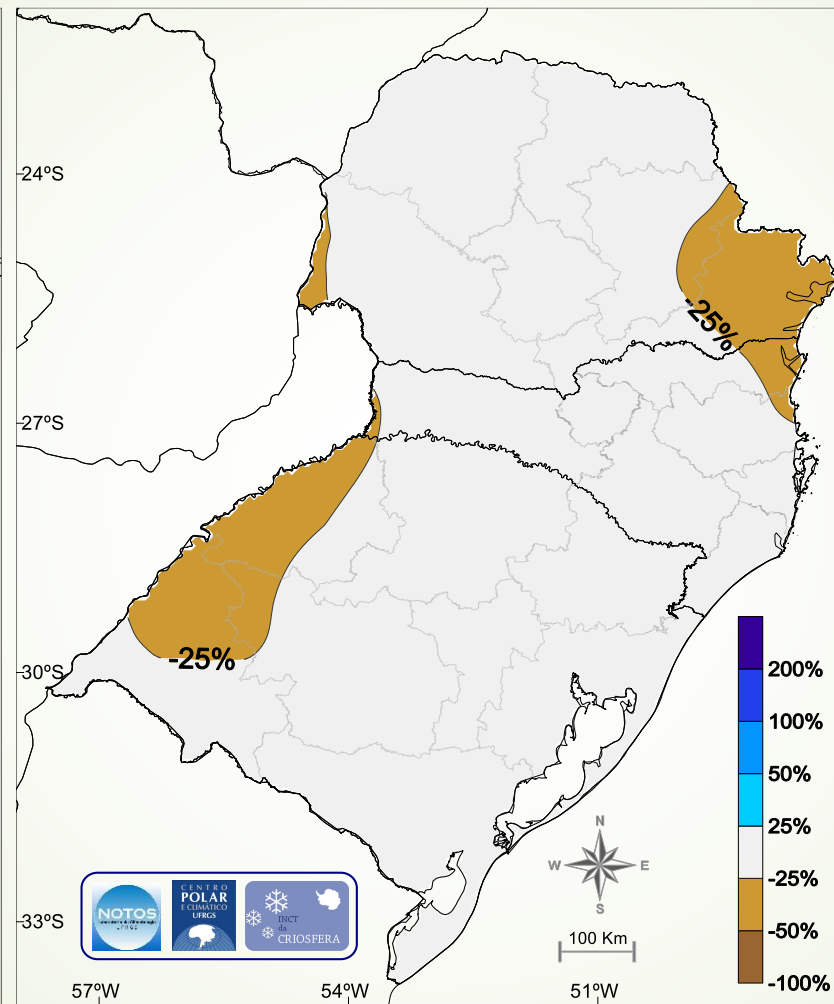 24ºS
-25%
27ºS
-25%
30ºS
200%
100%
50%
25%
-25%
-50%
-100%
N
W
E
S
100 Km
33ºS
NOTOS
UFRGS
CENTRO
POLAR
E CLIMÁTICO
UFRGS
INCT
da
CRIOSFERA
57ºW
54ºW
51ºW